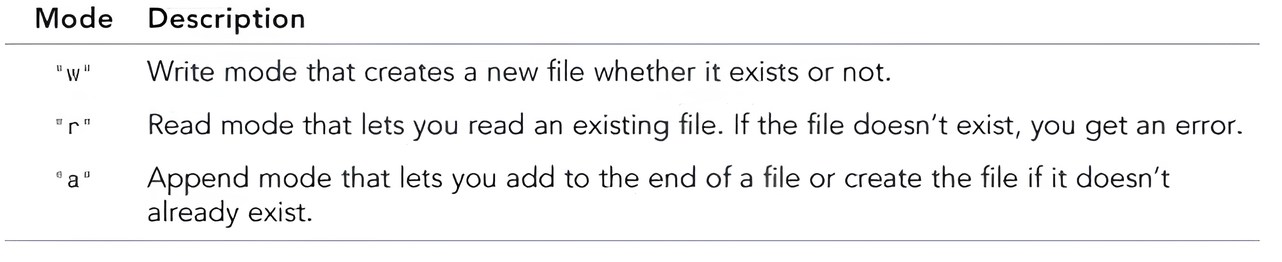 Mode Description
"w" Write mode that creates a new file whether it exists or not.
"r" Read mode that lets you read an existing file. If the file doesn't exist, you get an error.
"a" Append mode that lets you add to the end of a file or create the file if it doesn't
already exist.